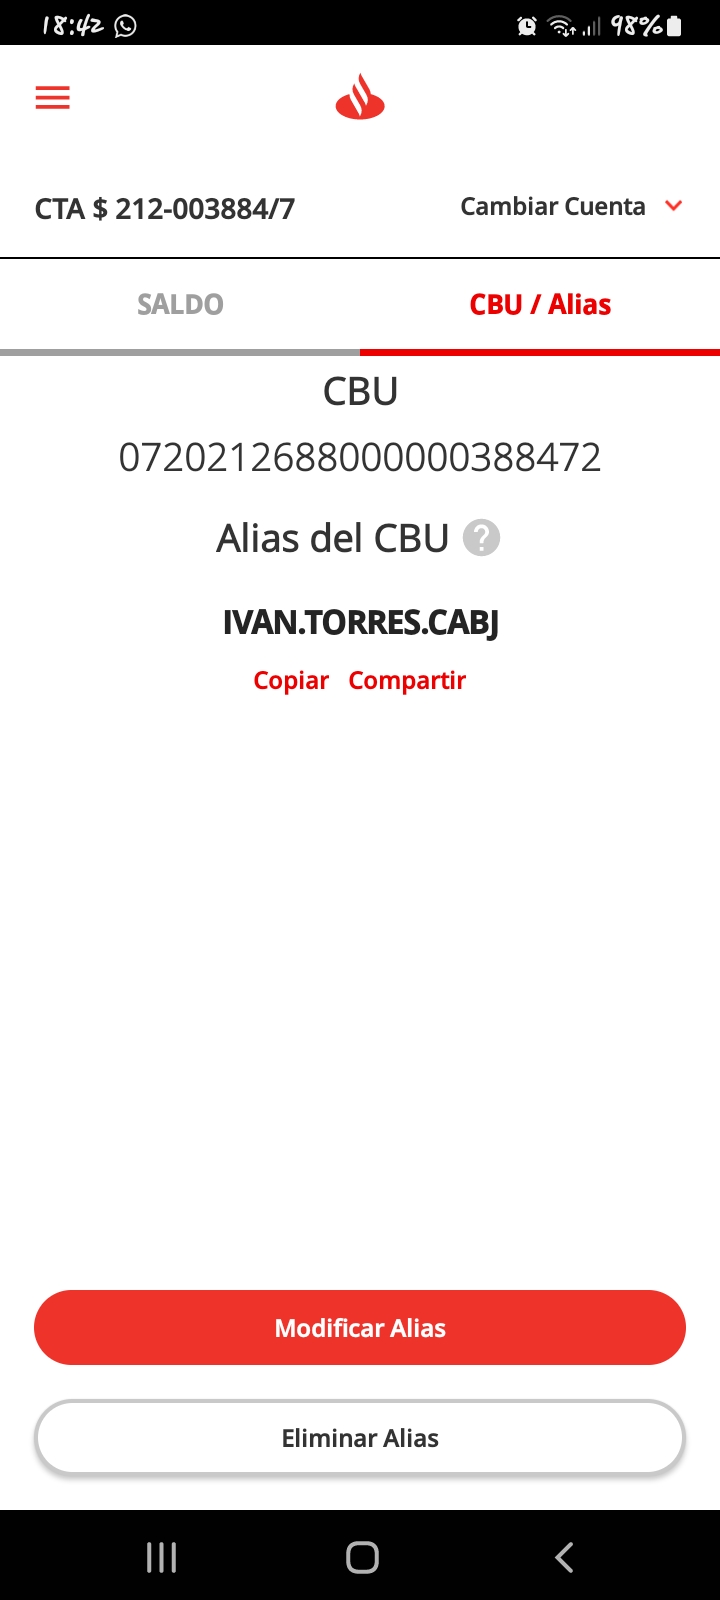 18:42 98%
CTA $ 212-003884/7 Cambiar Cuenta
SALDO CBU / Alias
CBU
0720212688000000388472
Alias del CBU ?
IVAN.TORRES.CABJ
Copiar Compartir
Modificar Alias
Eliminar Alias